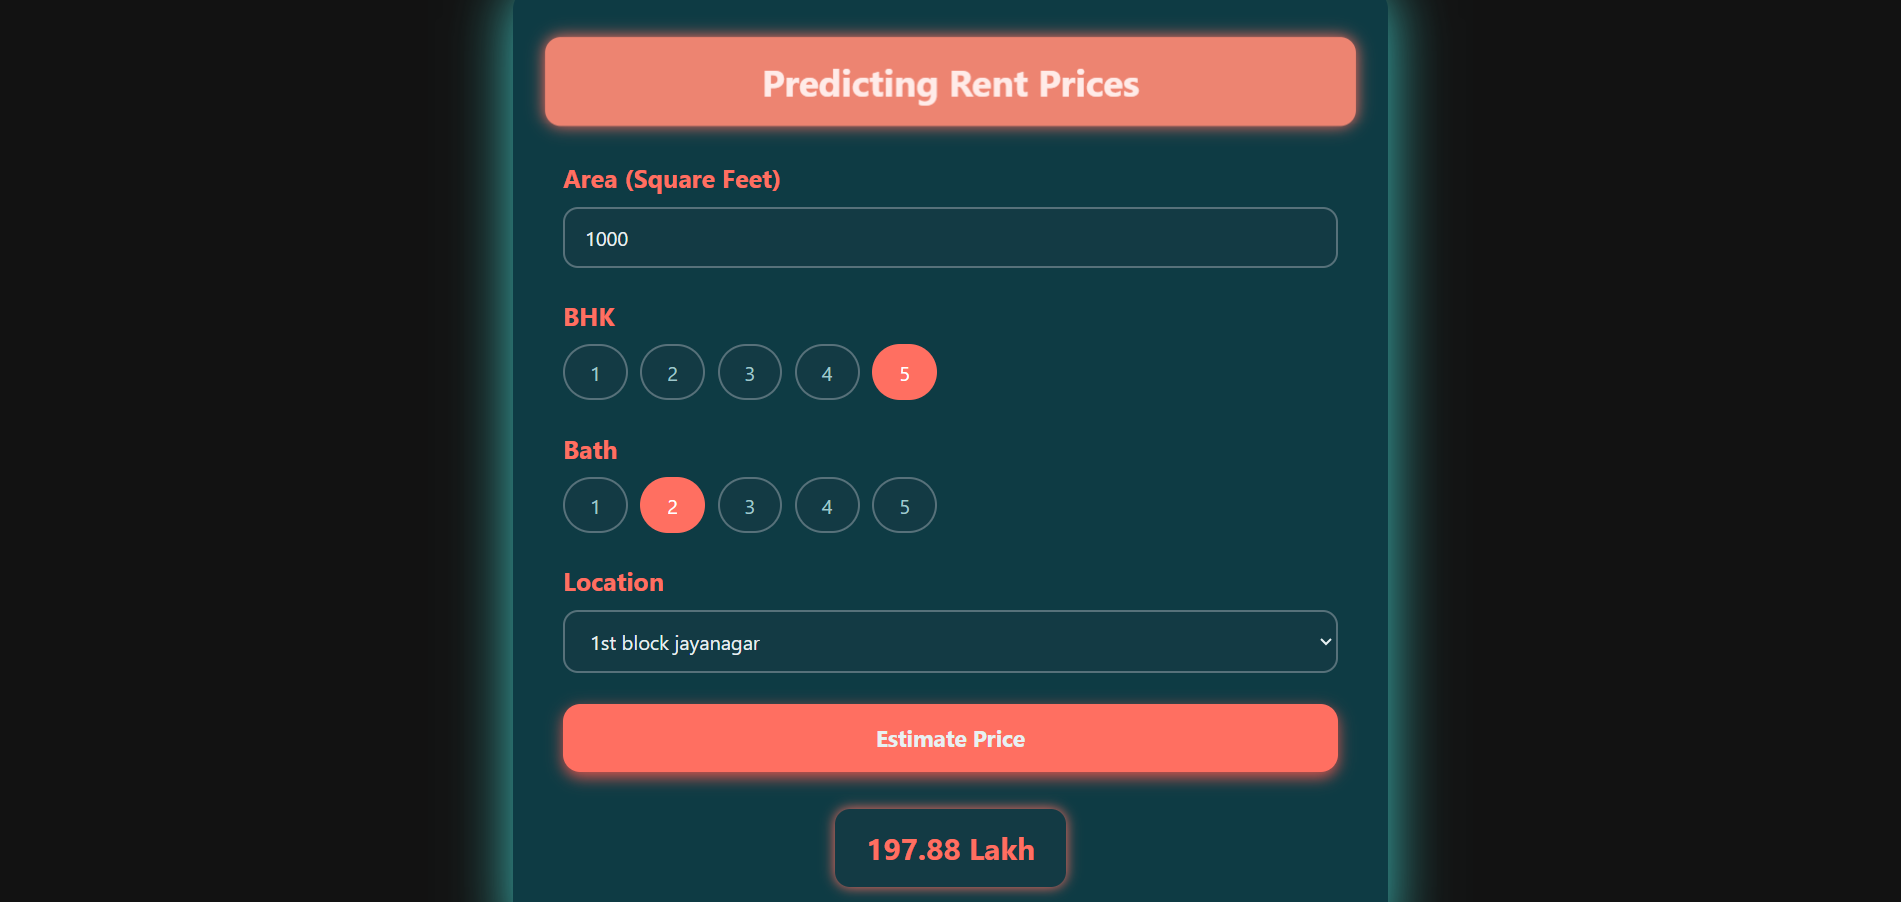 Predicting Rent Prices
Area (Square Feet)
1000
BHK
1 2 3 4 5
Bath
1 2 3 4 5
Location
1st block jayanagar
Estimate Price
197.88 Lakh